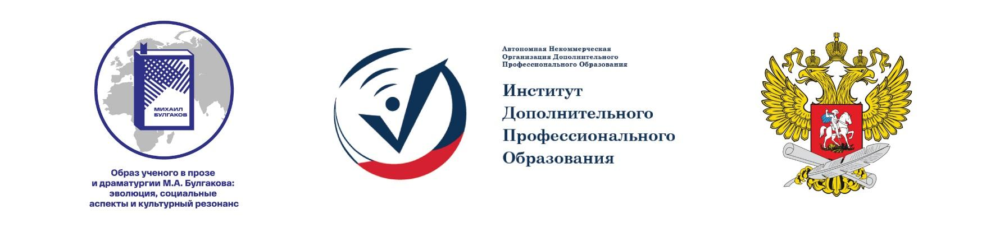 МИХАИЛ
БУЛГАКОВ
Образ ученого в прозе
и драматургии М.А. Булгакова:
эволюция, социальные
аспекты и культурный резонанс
Автономная Некоммерческая
Организация Дополнительного
Профессионального Образования
Институт
Дополнительного
Профессионального
Образования